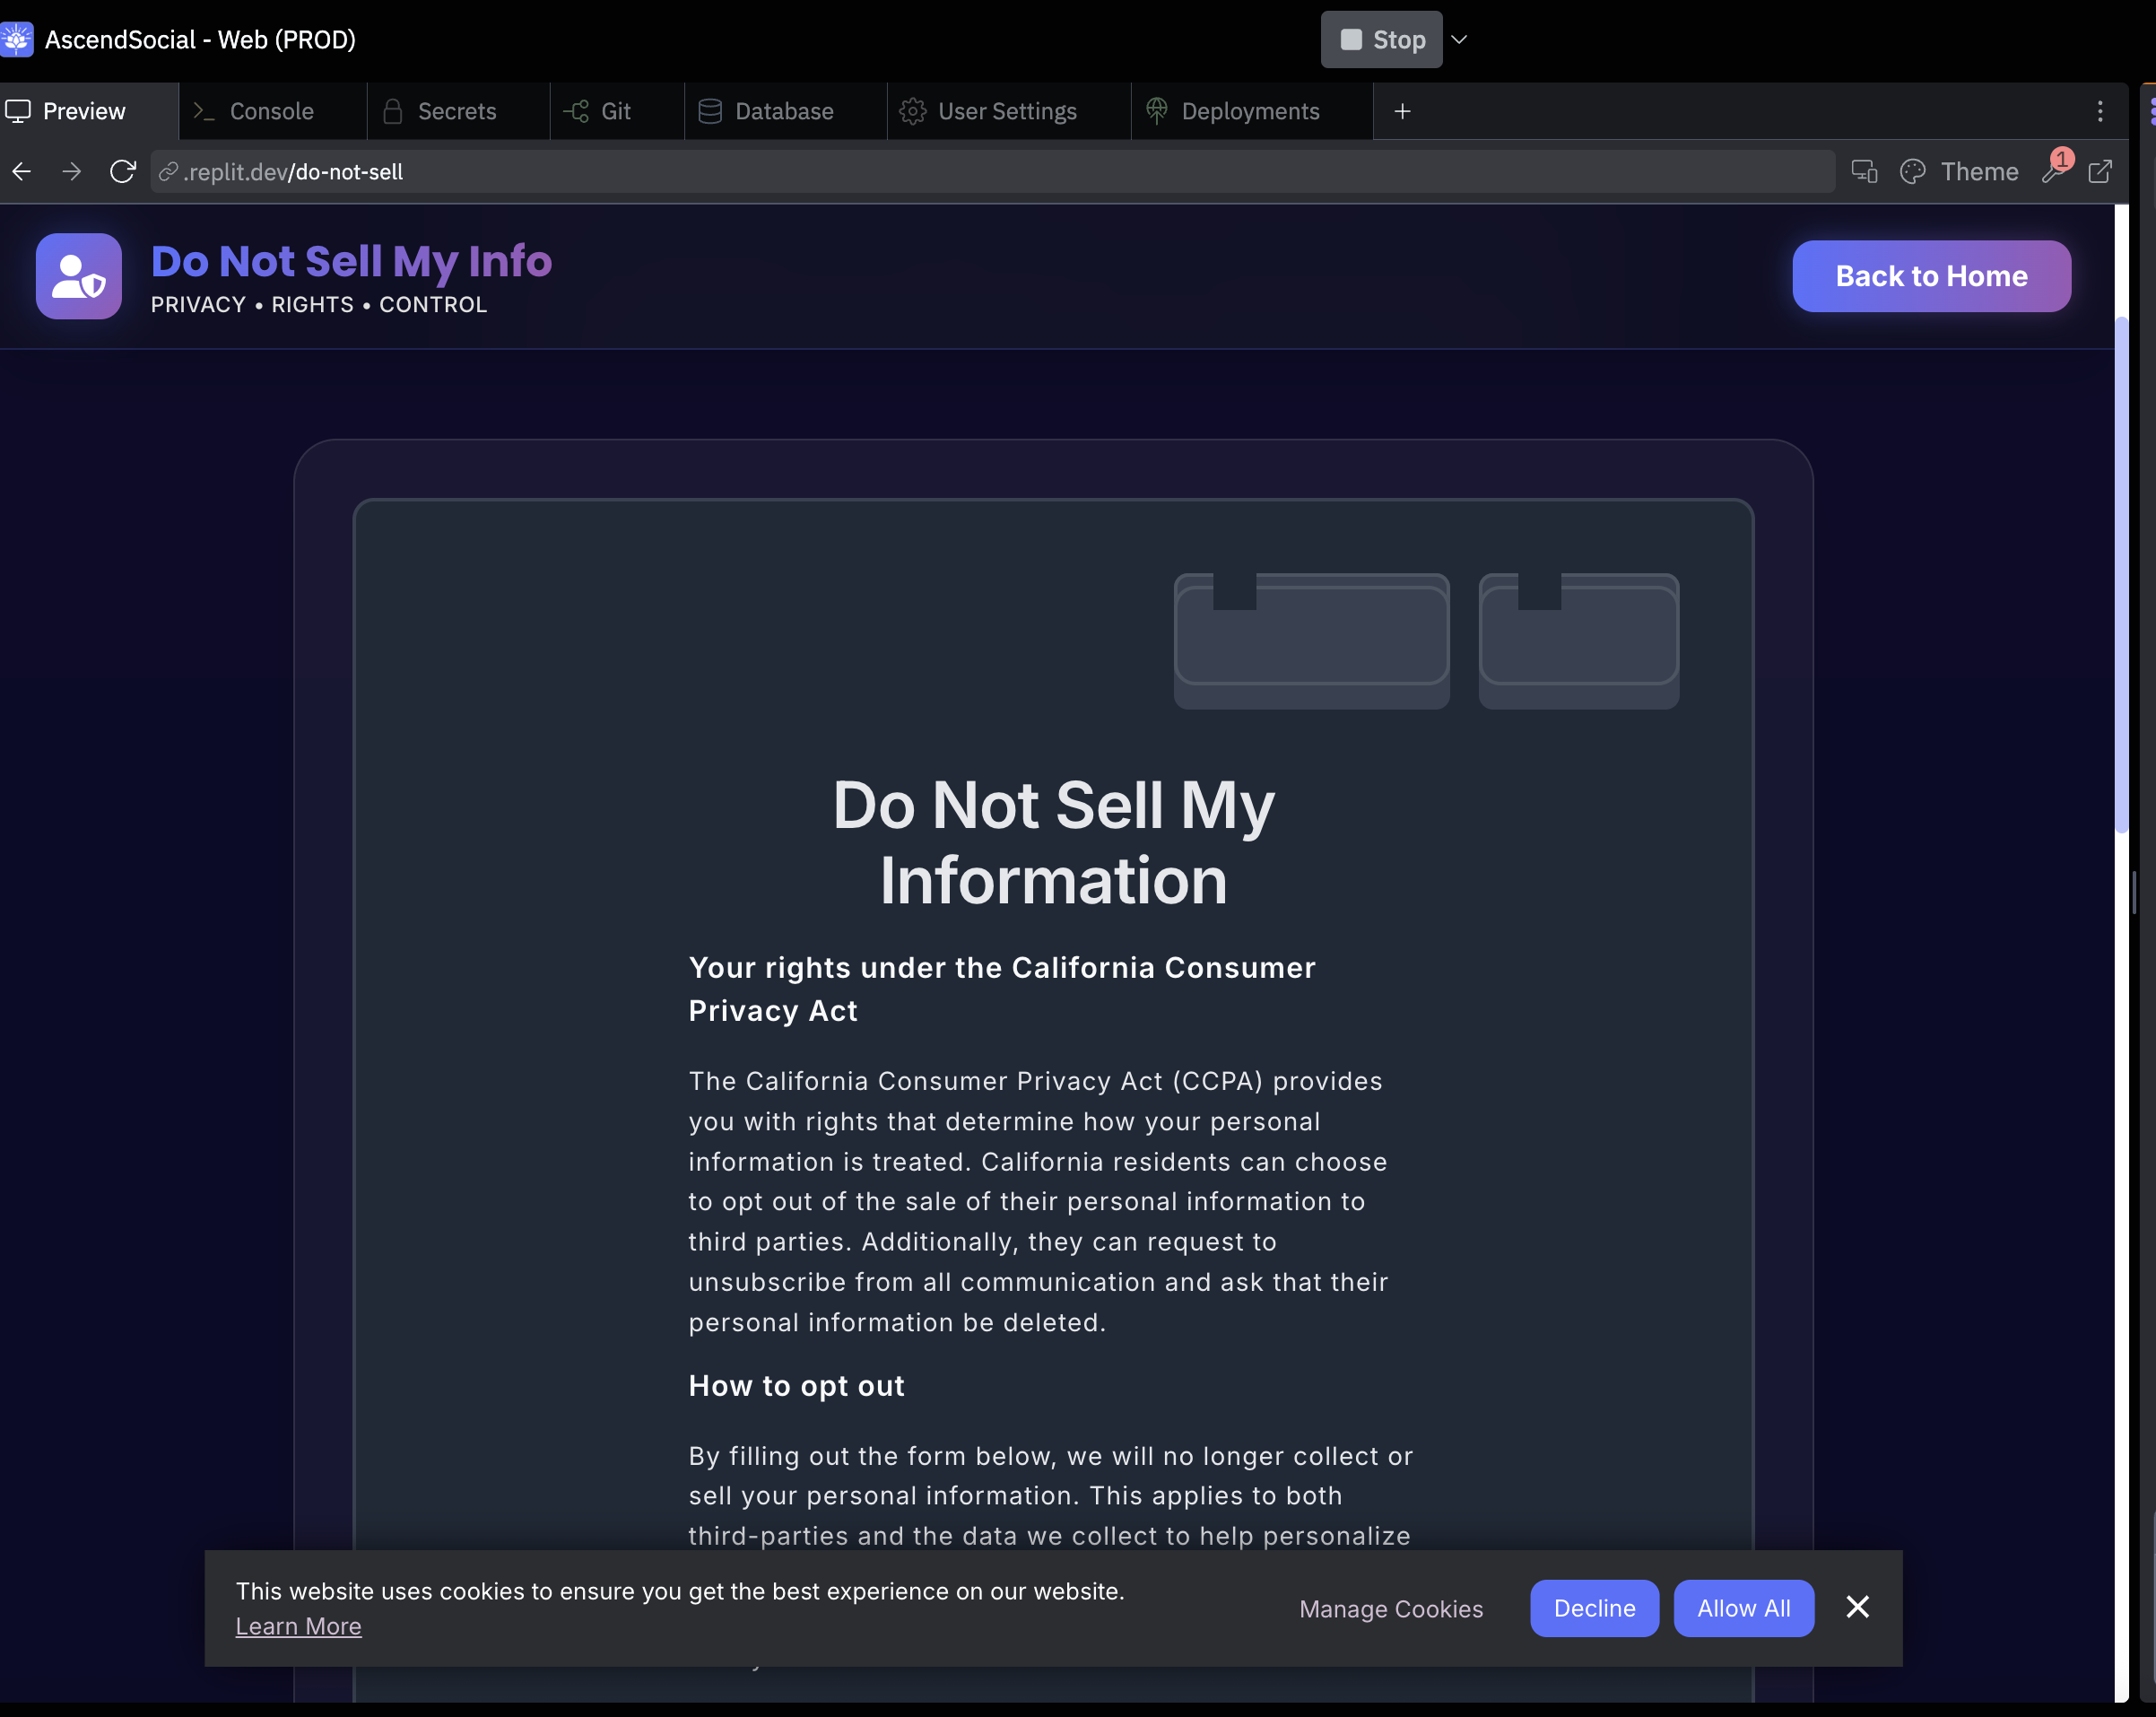 AscendSocial - Web (PROD)
Stop
Preview
Console
Secrets
Git
Database
User Settings
Deployments
.replit.dev/do-not-sell
Theme
1
Do Not Sell My Info
PRIVACY • RIGHTS • CONTROL
Back to Home
Do Not Sell My
Information
Your rights under the California Consumer
Privacy Act
The California Consumer Privacy Act (CCPA) provides
you with rights that determine how your personal
information is treated. California residents can choose
to opt out of the sale of their personal information to
third parties. Additionally, they can request to
unsubscribe from all communication and ask that their
personal information be deleted.
How to opt out
By filling out the form below, we will no longer collect or
sell your personal information. This applies to both
third-parties and the data we collect to help personalize
This website uses cookies to ensure you get the best experience on our website.
Learn More
Manage Cookies
Decline
Allow All